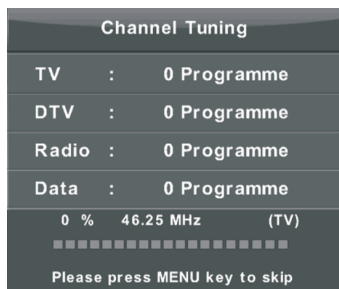 Channel Tuning
TV : 0 Programme
DTV : 0 Programme
Radio : 0 Programme
Data : 0 Programme
0 % 46.25 MHz (TV)
Please press MENU key to skip